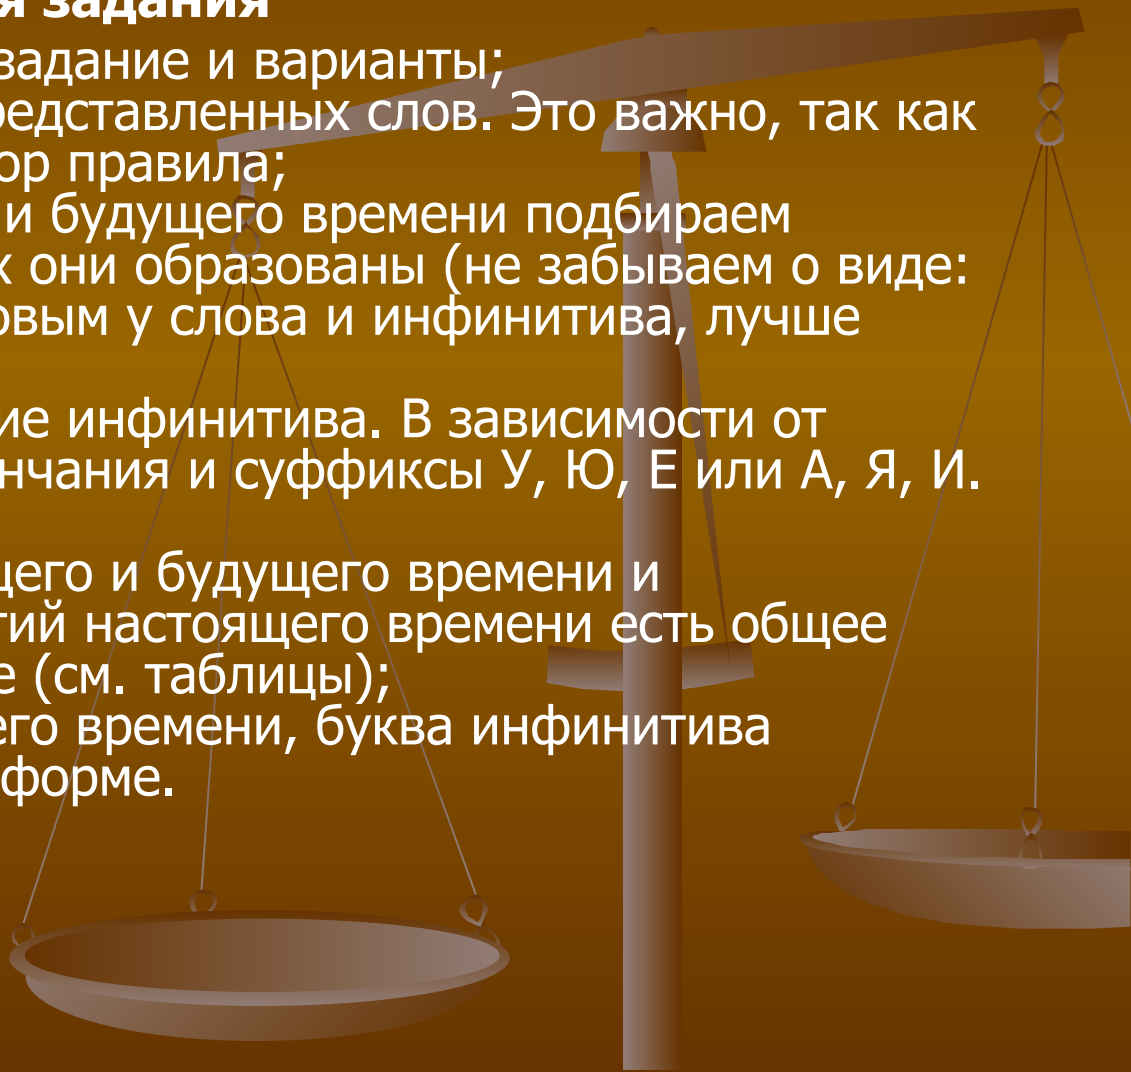 я задания
задание и варианты;
редставленных слов. Это важно, так как
ор правила;
и будущего времени подбираем
х они образованы (не забываем о виде:
овым у слова и инфинитива, лучше
ие инфинитива. В зависимости от
нчания и суффиксы У, Ю, Е или А, Я, И.
щего и будущего времени и
тий настоящего времени есть общее
е (см. таблицы);
его времени, буква инфинитива
форме.